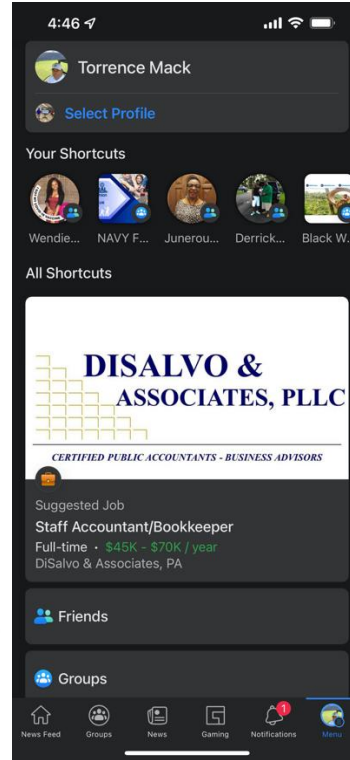 4:46
Torrence Mack
Select Profile
Your Shortcuts
Wendie...
NAVY F...
Junerou...
Derrick...
Black W.
All Shortcuts
DISALVO &
ASSOCIATES, PLLC
CERTIFIED PUBLIC ACCOUNTANTS - BUSINESS ADVISORS
Suggested Job
Staff Accountant/Bookkeeper
Full-time · $45K - $70K / year
DiSalvo & Associates, PA
Friends
Groups
1
News Feed
Groups
News
Gaming
Notifications
Menu